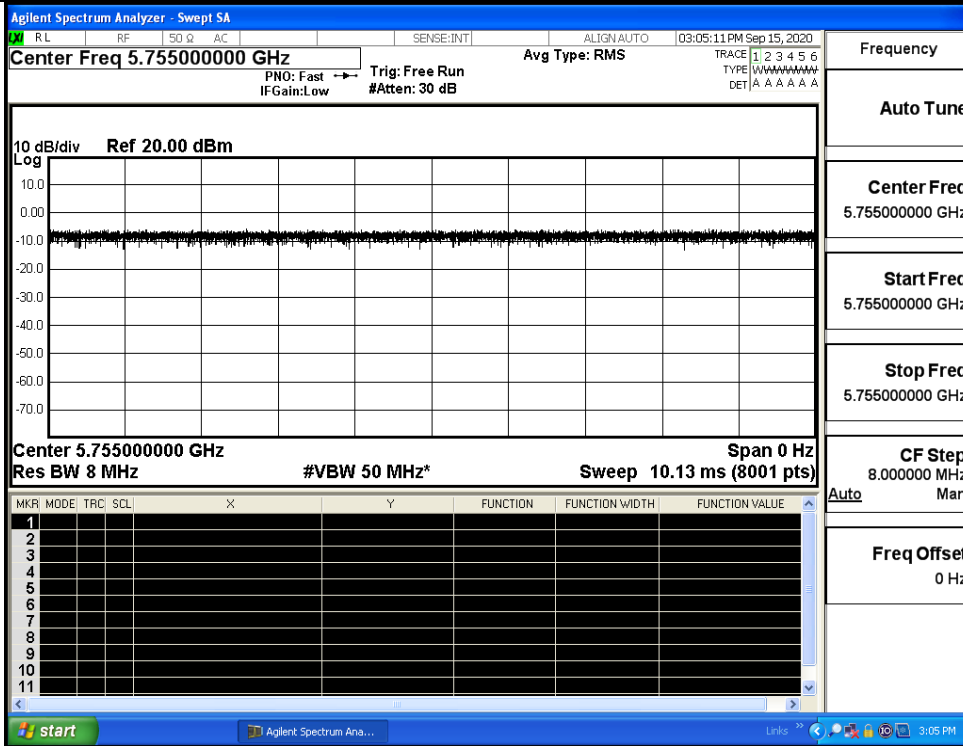 Agilent Spectrum Analyzer - Swept SA
LXI RL RF 50 Ω AC SENSE:INT ALIGNAUTO 03:05:11 PM Sep 15, 2020
Center Freq 5.755000000 GHz Avg Type: RMS TRACE 1 2 3 4 5 6
PNO: Fast Trig: Free Run TYPE WWWWWW
IFGain:Low #Atten: 30 dB DET A A A A A A
10 dB/div Ref 20.00 dBm
Log
10.0
0.00
-10.0
-20.0
-30.0
-40.0
-50.0
-60.0
-70.0
Center 5.755000000 GHz Span 0 Hz
Res BW 8 MHz #VBW 50 MHz* Sweep 10.13 ms (8001 pts)
MKR MODE TRC SCL X Y FUNCTION FUNCTION WIDTH FUNCTION VALUE
1
2
3
4
5
6
7
8
9
10
11
Frequency
Auto Tune
Center Freq
5.755000000 GHz
Start Freq
5.755000000 GHz
Stop Freq
5.755000000 GHz
CF Step
8.000000 MHz
Auto Man
Freq Offset
0 Hz
start Agilent Spectrum Ana... Links » 3:05 PM